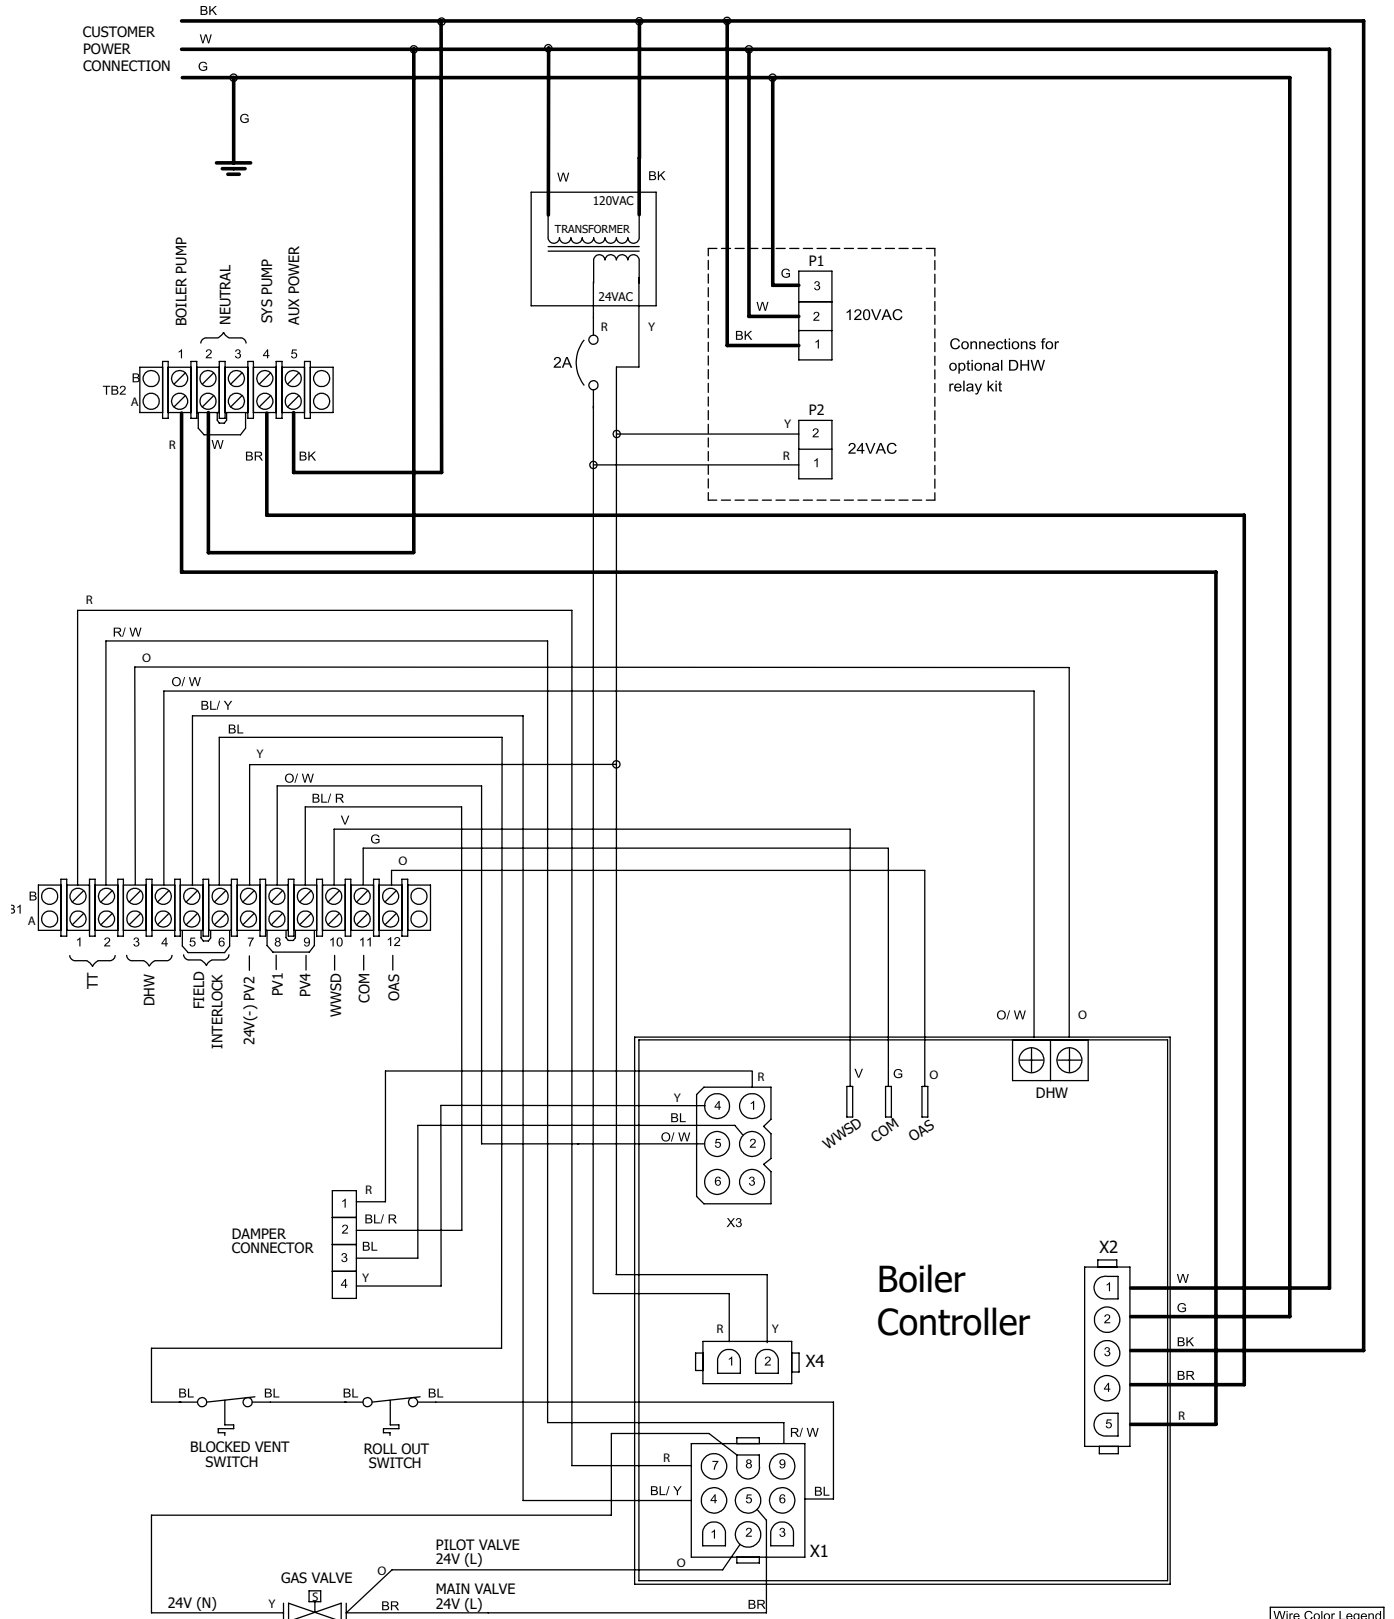 BK
CUSTOMER
POWER
CONNECTION
W
G
G
W
BK
120VAC
TRANSFORMER
24VAC
R
Y
2A
BOILER PUMP
NEUTRAL
SYS PUMP
AUX POWER
1
2
3
4
5
TB2
B
A
R
W
BR
BK
P1
G
3
W
2
120VAC
BK
1
Connections for
optional DHW
relay kit
P2
Y
2
24VAC
R
1
R
R/ W
O
O/ W
BL/ Y
BL
Y
O/ W
BL/ R
V
G
O
31
B
A
1
2
3
4
5
6
7
8
9
10
11
12
TT
DHW
FIELD
INTERLOCK
24V(-) PV2
PV1
PV4
WWSD
COM
OAS
O/ W
O
DHW
V
G
O
WWSD
COM
OAS
R
Y
4
1
BL
O/ W
5
2
6
3
X3
DAMPER
CONNECTOR
1
R
2
BL/ R
3
BL
4
Y
Boiler
Controller
X2
1
W
2
G
3
BK
4
BR
5
R
R
Y
1
2
X4
BL
BL
BL
BL
BLOCKED VENT
SWITCH
ROLL OUT
SWITCH
R/ W
R
7
8
9
BL/ Y
4
5
6
BL
1
2
3
X1
PILOT VALVE
24V (L)
O
O
GAS VALVE
S
MAIN VALVE
24V (L)
24V (N)
Y
BR
BR
Wire Color Legend